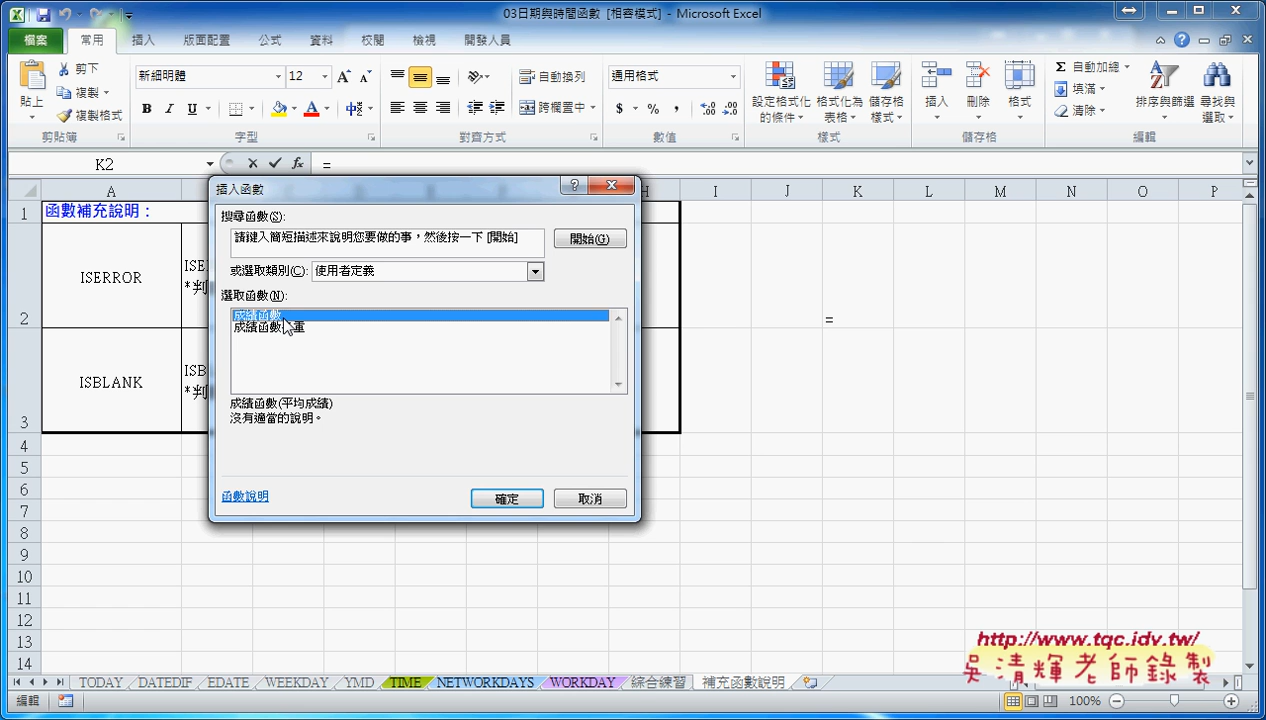 03日期與時間函數 [相容模式] - Microsoft Excel
檔案 常用 插入 版面配置 公式 資料 校閱 檢視 開發人員
剪下
複製
複製格式
貼上
新細明體 12
自動換列
跨欄置中
通用格式
設定格式化的條件
格式化為表格
儲存格樣式
插入 刪除 格式
自動加總
填滿
清除
排序與篩選
尋找與選取
剪貼簿 字型 對齊方式 數值 樣式 儲存格 編輯
K2 fx =
A H I J K L M N O P
1 函數補充說明：
2 ISERROR =
3 ISBLANK
4
5
6
7
8
9
10
11
12
13
14
插入函數
搜尋函數(S):
請鍵入簡短描述來說明您要做的事，然後按一下 [開始]
開始(G)
或選取類別(C): 使用者定義
選取函數(N):
成績函數
成績函數 重
成績函數(平均成績)
沒有適當的說明。
函數說明 確定 取消
http://www.tqc.idv.tw/
吳清輝老師錄製
TODAY DATEDIF EDATE WEEKDAY YMD TIME NETWORKDAYS WORKDAY 綜合練習 補充函數說明
編輯 100%